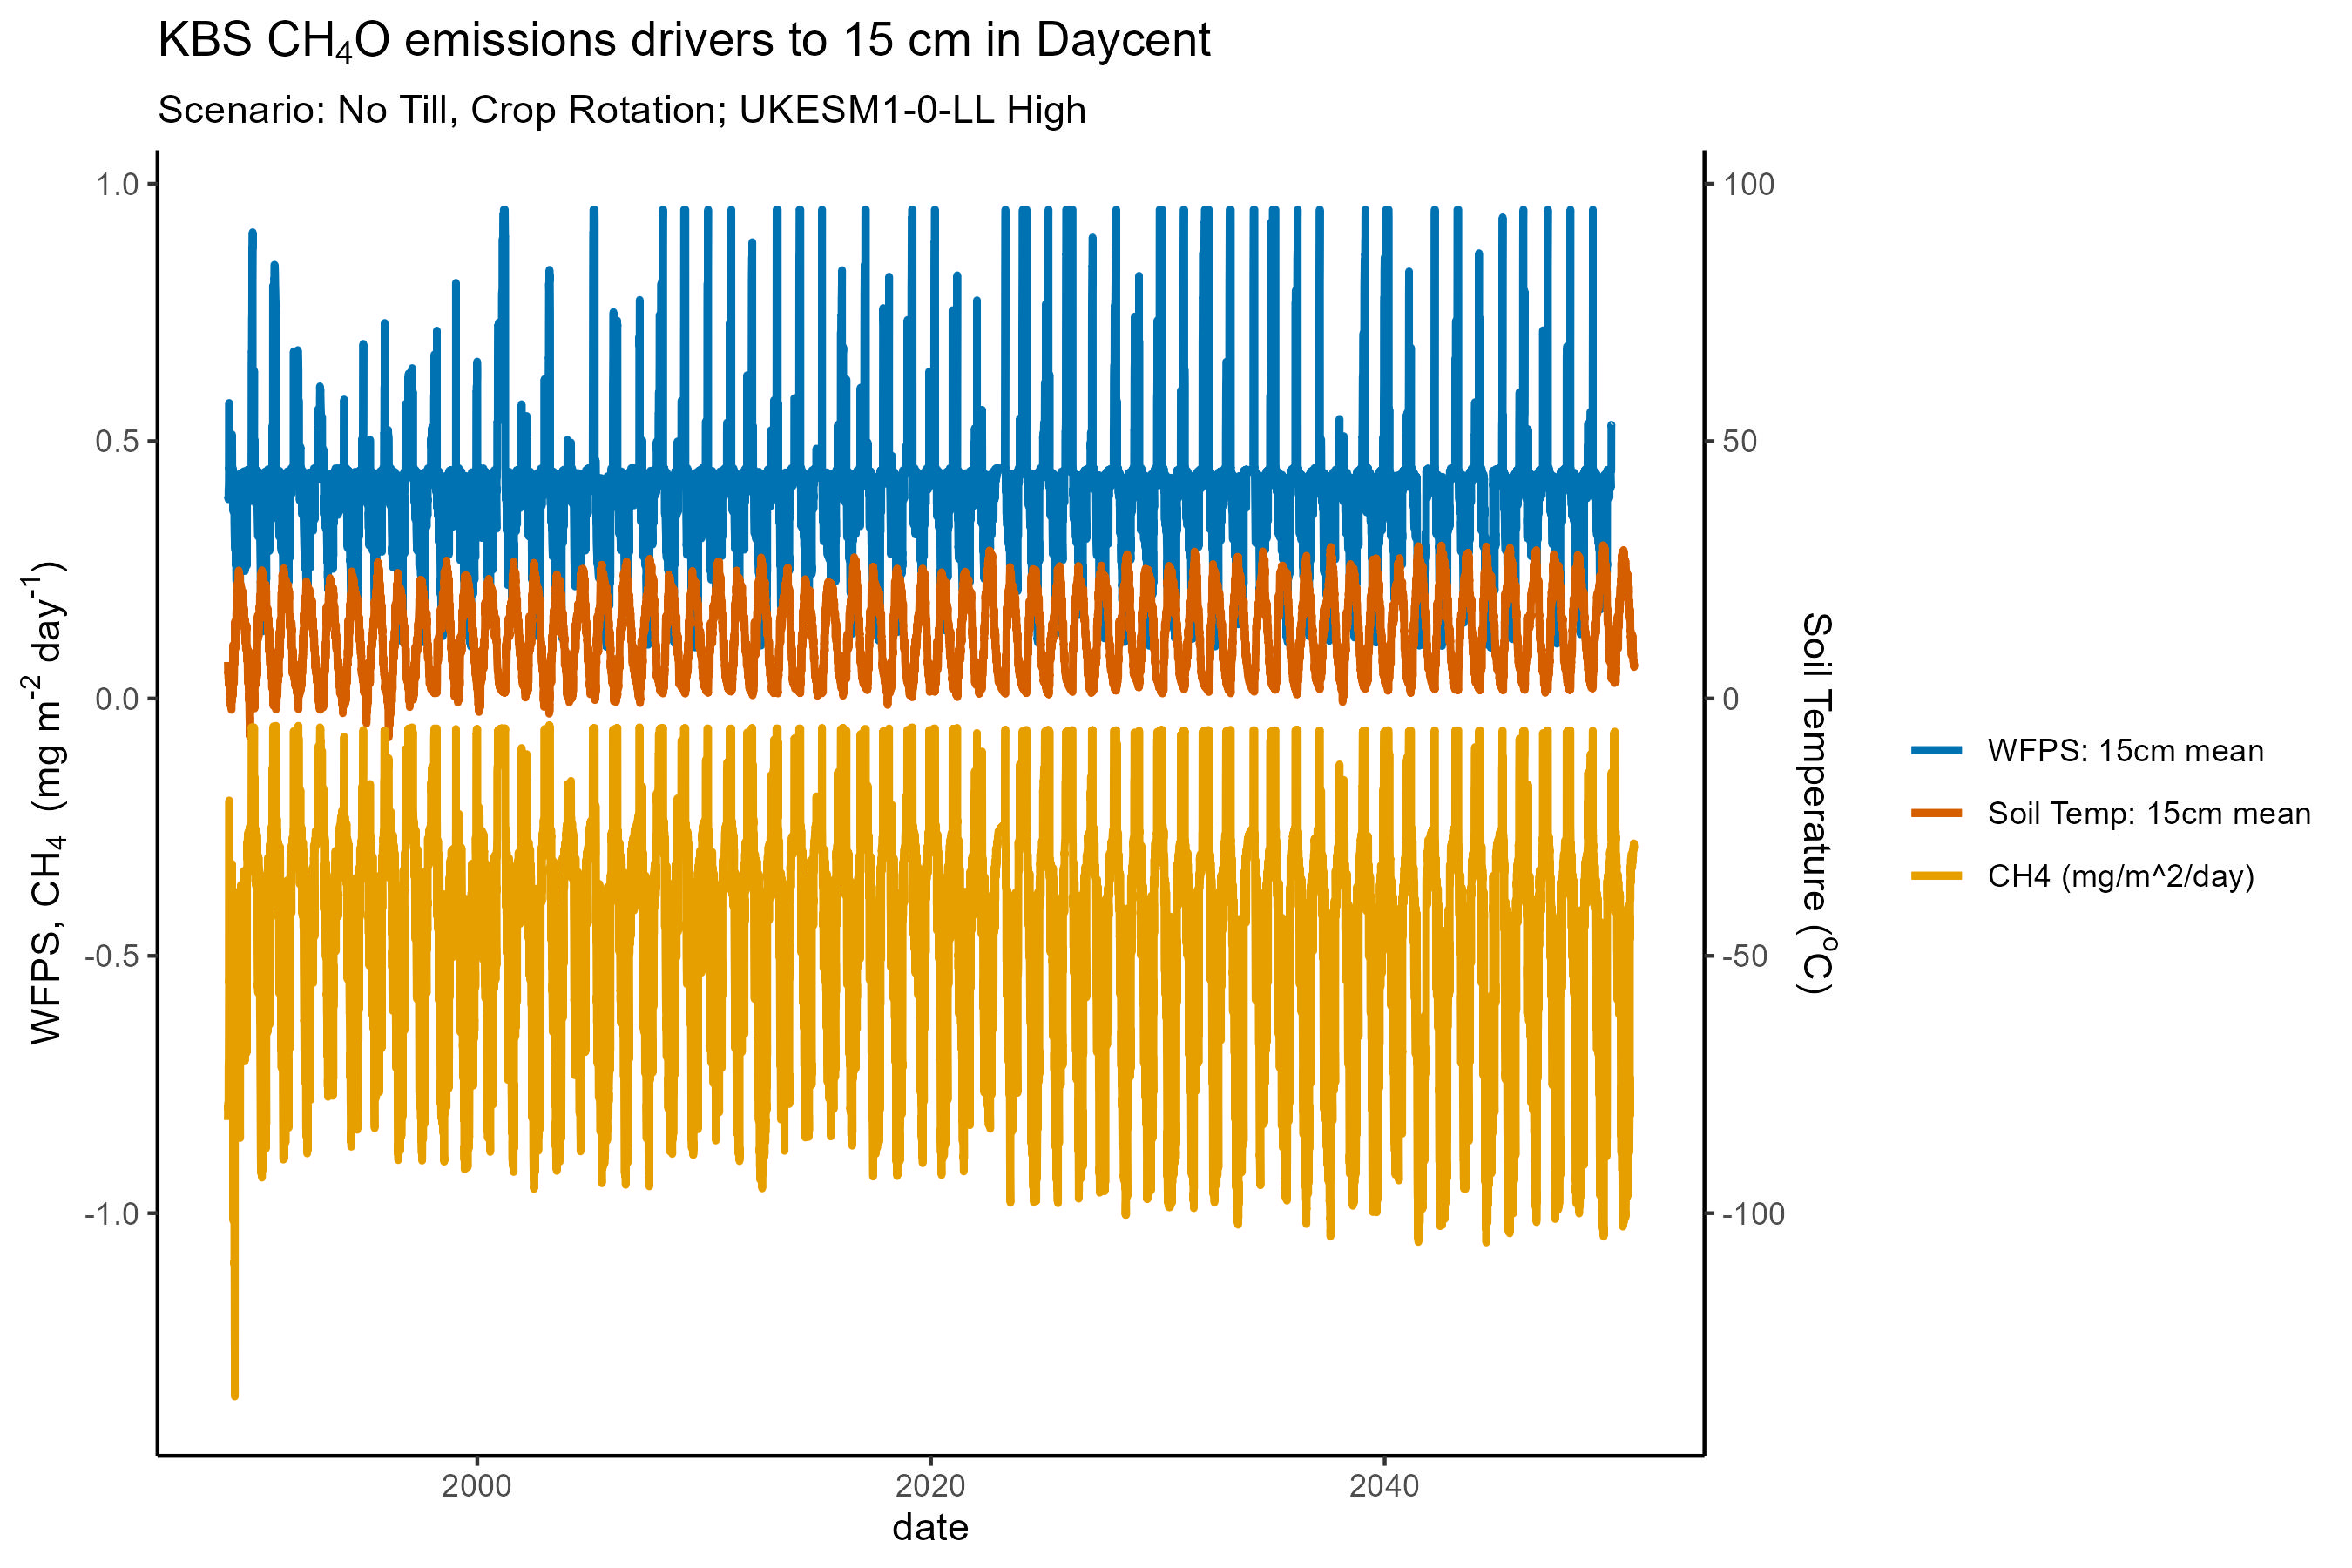 KBS CH₄O emissions drivers to 15 cm in Daycent
Scenario: No Till, Crop Rotation; UKESM1-0-LL High
WFPS, CH₄ (mg m⁻² day⁻¹)
1.0
0.5
0.0
-0.5
-1.0
2000
2020
2040
date
100
50
0
-50
-100
Soil Temperature (ᵒC)
WFPS: 15cm mean
Soil Temp: 15cm mean
CH4 (mg/m^2/day)